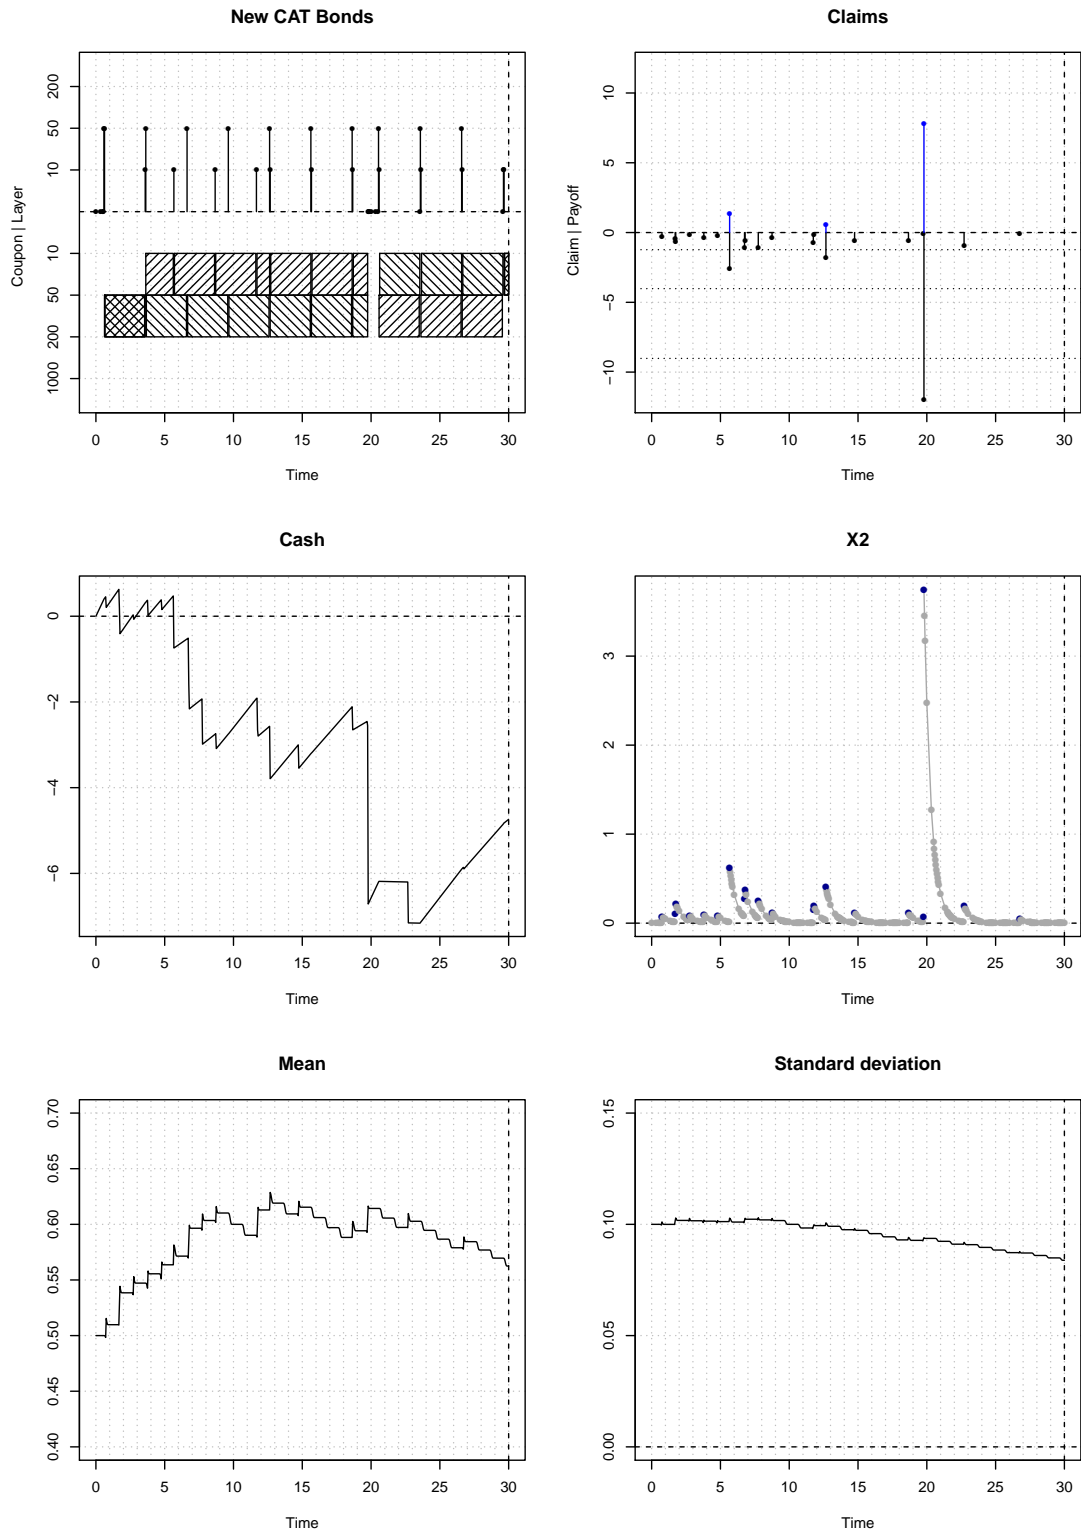 New CAT Bonds
Coupon | Layer
200
50
10
10
50
200
1000
0 5 10 15 20 25 30
Time
Claims
Claim | Payoff
10
5
0
−5
−10
0 5 10 15 20 25 30
Time
Cash
0
−2
−4
−6
0 5 10 15 20 25 30
Time
X2
3
2
1
0
0 5 10 15 20 25 30
Time
Mean
0.70
0.65
0.60
0.55
0.50
0.45
0.40
0 5 10 15 20 25 30
Time
Standard deviation
0.15
0.10
0.05
0.00
0 5 10 15 20 25 30
Time